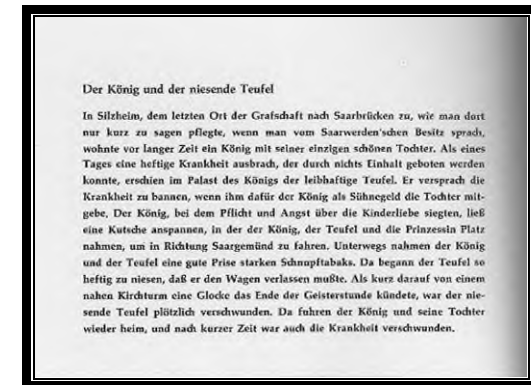 Der König und der niesende Teufel
In Silzheim, dem letzten Ort der Grafschaft nach Saarbrücken zu, wie man dort
nur kurz zu sagen pflegte, wenn man vom Saarwerden'schen Besitz sprach,
wohnte vor langer Zeit ein König mit seiner einzigen schönen Tochter. Als eines
Tages eine heftige Krankheit ausbrach, der durch nichts Einhalt geboten werden
konnte, erschien im Palast des Königs der leibhaftige Teufel. Er versprach die
Krankheit zu bannen, wenn ihm dafür der König als Sühnegeld die Tochter mit-
gebe. Der König, bei dem Pflicht und Angst über die Kinderliebe siegten, ließ
eine Kutsche anspannen, in der der König, der Teufel und die Prinzessin Platz
nahmen, um in Richtung Saargemünd zu fahren. Unterwegs nahmen der König
und der Teufel eine gute Prise starken Schnupftabaks. Da begann der Teufel so
heftig zu niesen, daß er den Wagen verlassen mußte. Als kurz darauf von einem
nahen Kirchturm eine Glocke das Ende der Geisterstunde kündete, war der nie-
sende Teufel plötzlich verschwunden. Da fuhren der König und seine Tochter
wieder heim, und nach kurzer Zeit war auch die Krankheit verschwunden.